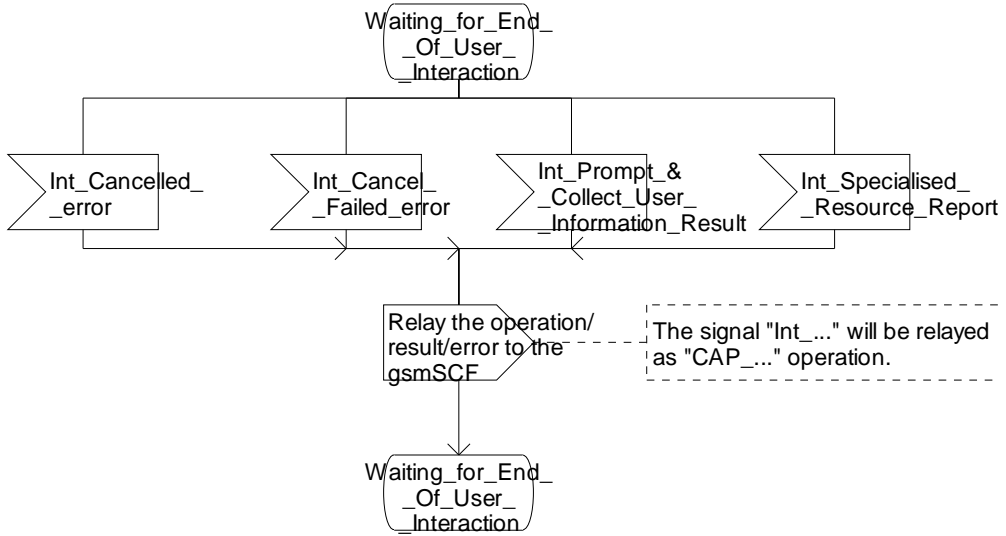 Waiting_for_End_
_Of_User_
_Interaction
Int_Cancelled_
_error
Int_Cancel_
_Failed_error
Int_Prompt_&
_Collect_User_
_Information_Result
Int_Specialised_
_Resource_Report
Relay the operation/
result/error to the
gsmSCF
The signal "Int_..." will be relayed
as "CAP_..." operation.
Waiting_for_End_
_Of_User_
_Interaction